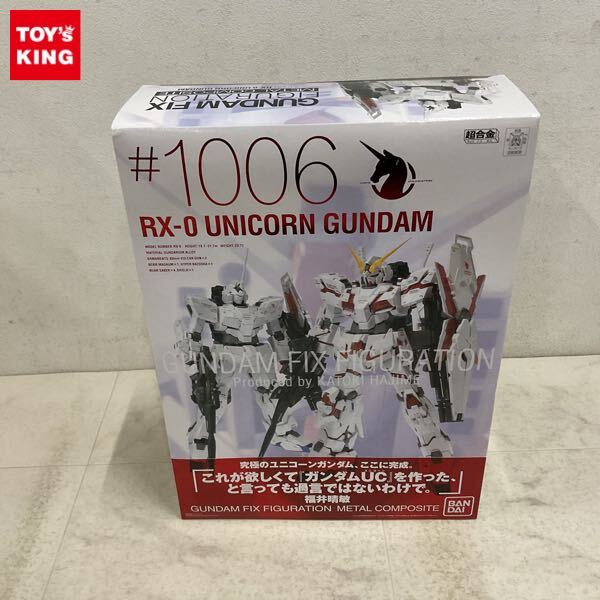 TOY's
KING
GUNDAM FIX
FIGURATION
#1006
超合金
RX-0 UNICORN GUNDAM
GUNDAM FIX FIGURATION
Produced by KATOKI HAJIME
究極のユニコーンガンダム、ここに完成。
「これが欲しくて『ガンダムUC』を作った、
と言っても過言ではないわけで。」
福井晴敏
GUNDAM FIX FIGURATION METAL COMPOSITE
BAN
DAI